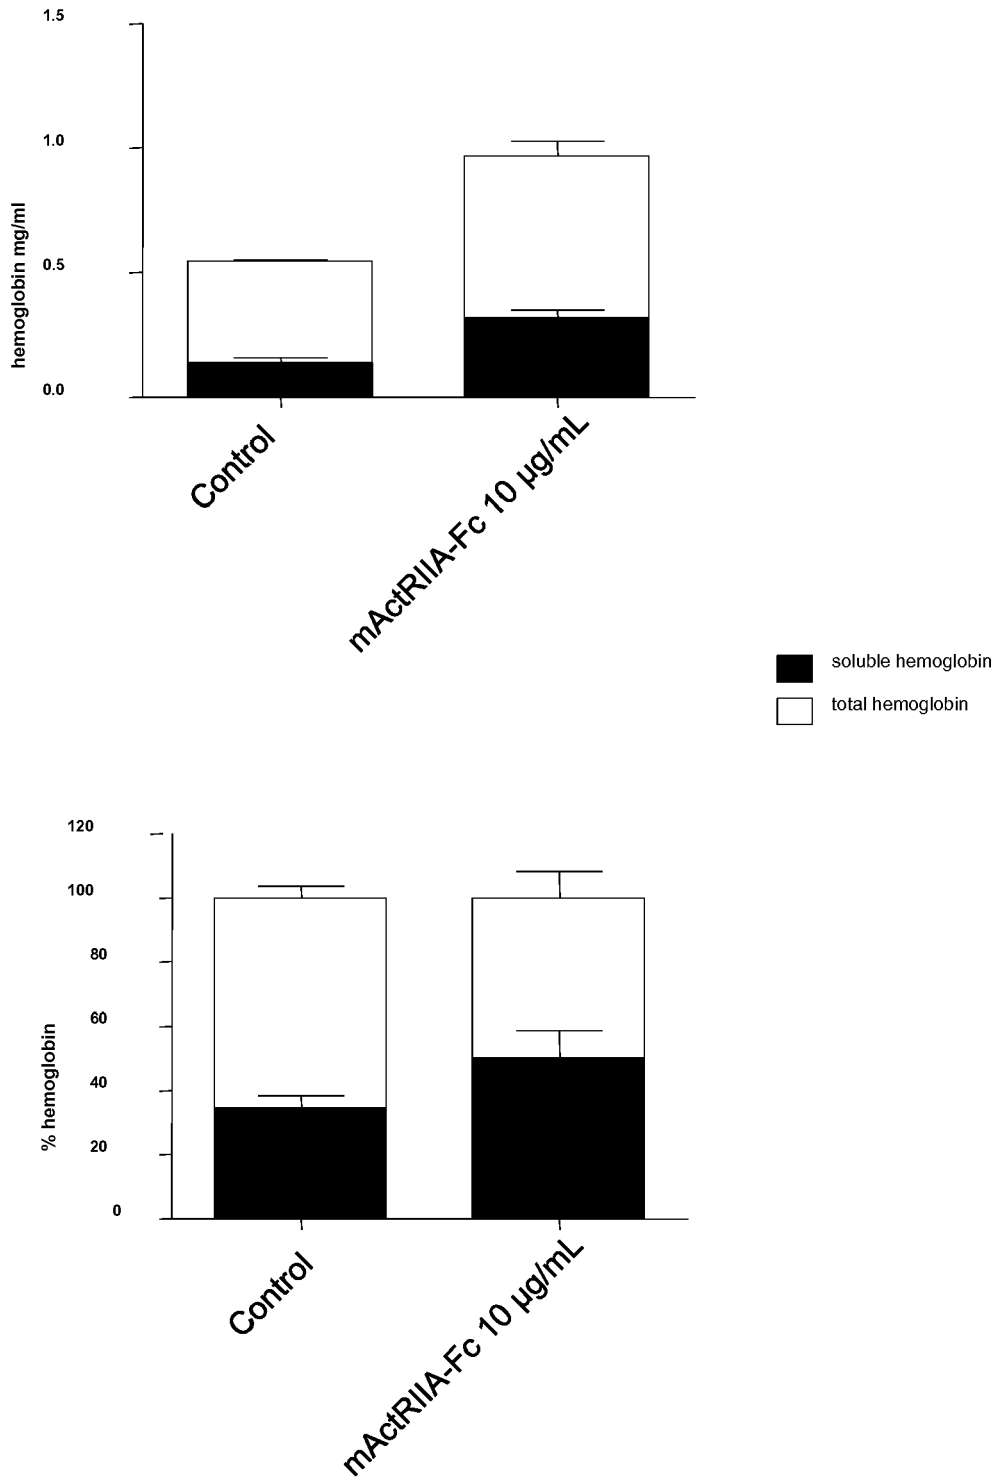 1.5
1.0
hemoglobin mg/ml
0.5
0.0
Control
mActRIIA-Fc 10 µg/mL
soluble hemoglobin
total hemoglobin
120
100
80
60
% hemoglobin
40
20
0
Control
mActRIIA-Fc 10 µg/mL